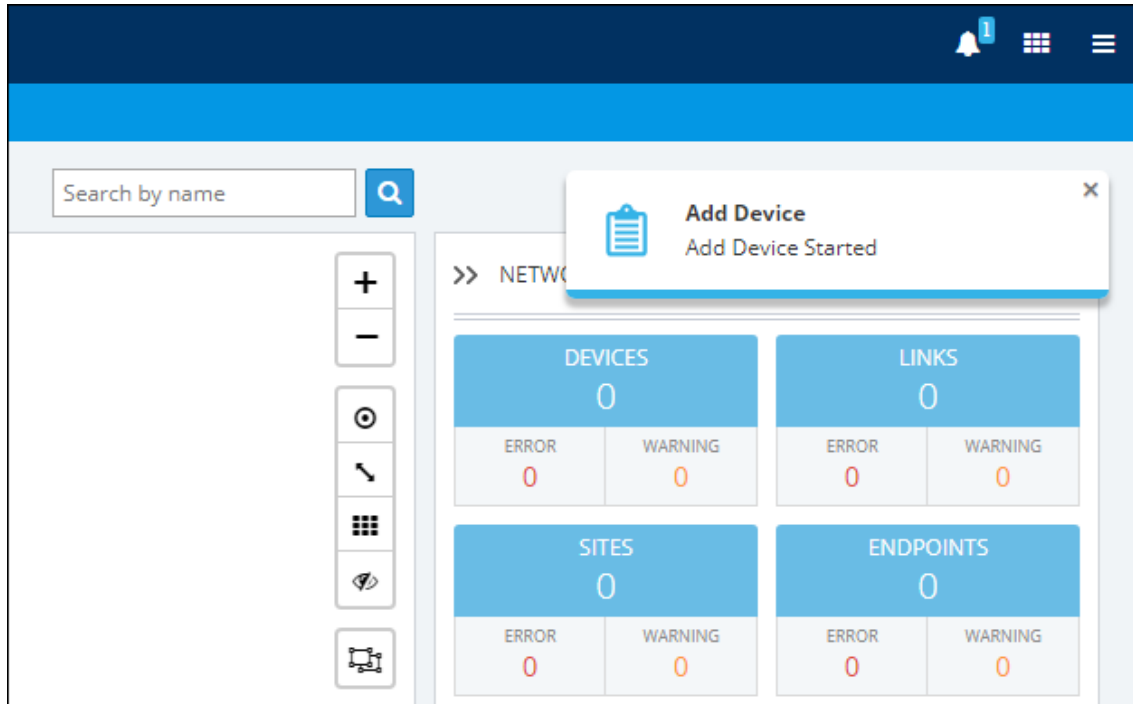 1
Search by name
Add Device
Add Device Started
NETWO
DEVICES
0
LINKS
0
ERROR
0
WARNING
0
ERROR
0
WARNING
0
SITES
0
ENDPOINTS
0
ERROR
0
WARNING
0
ERROR
0
WARNING
0